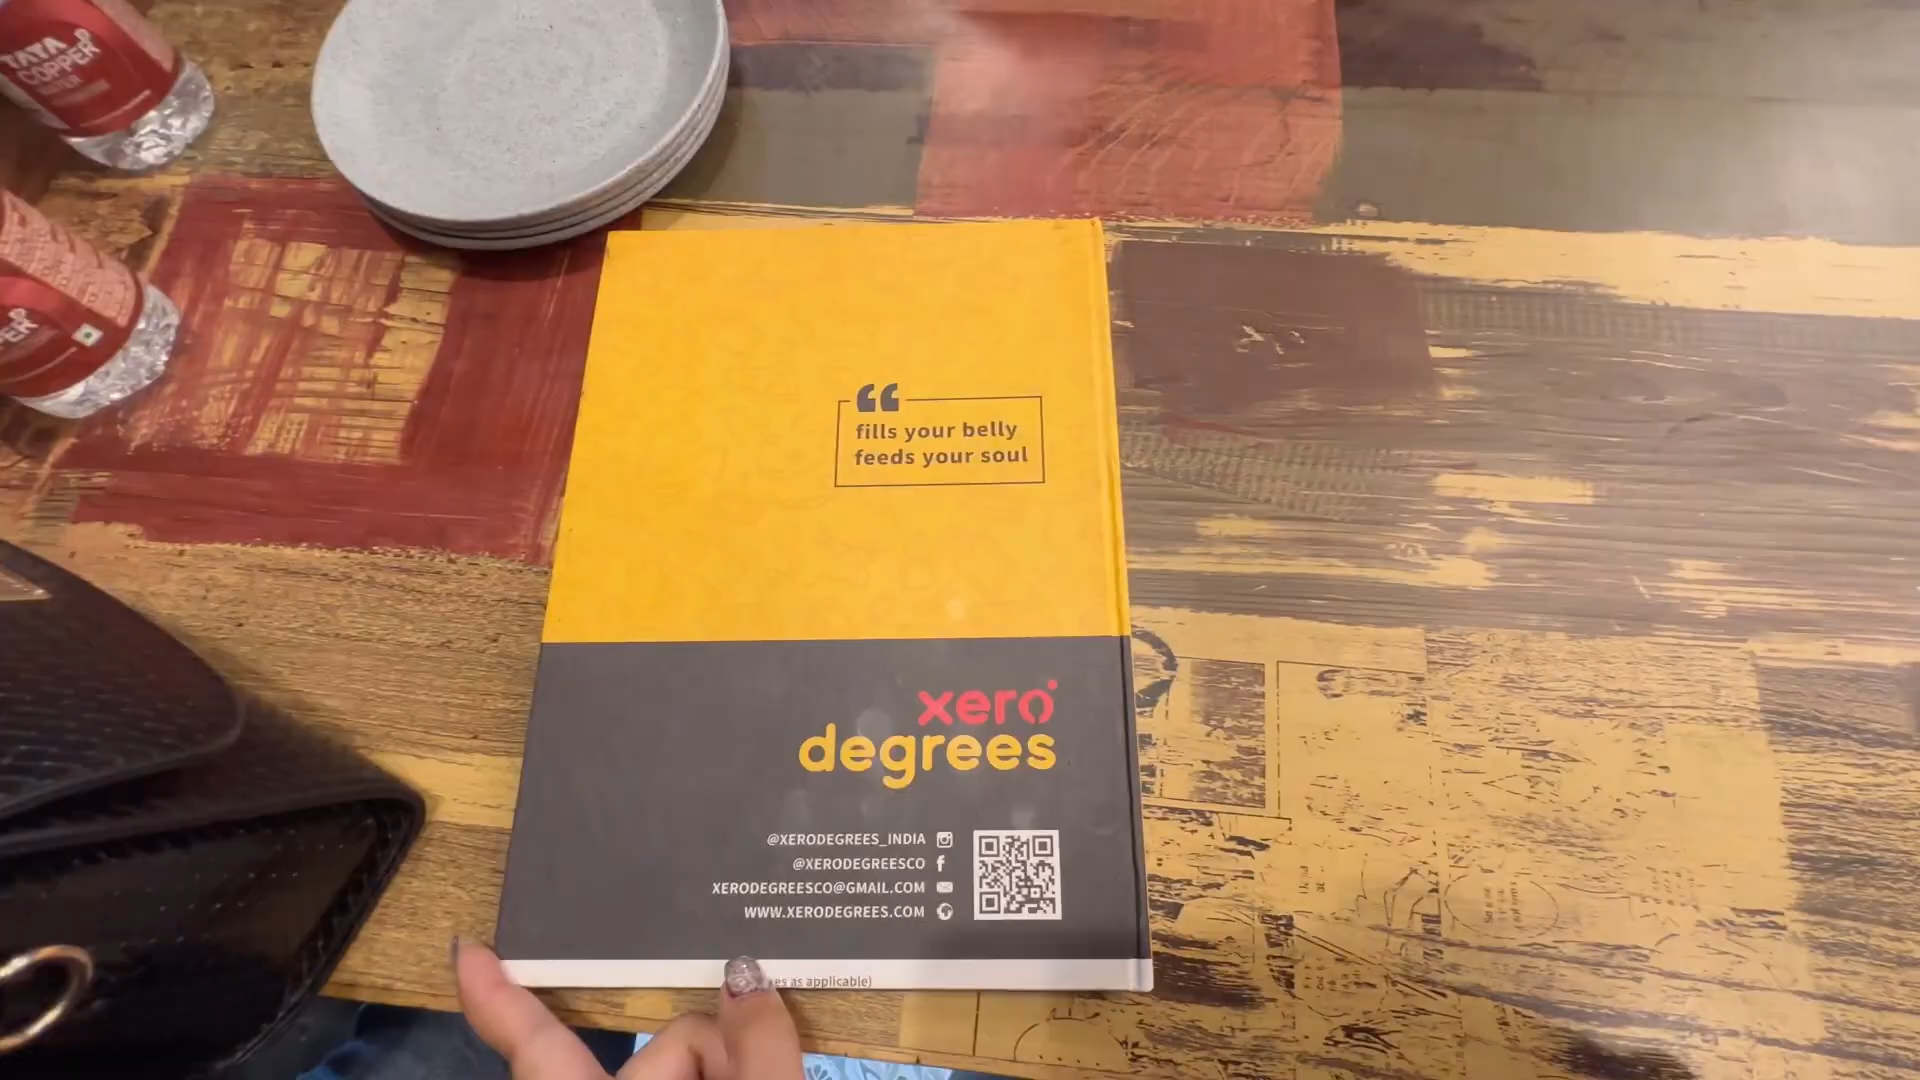 TATA
COPPER
WATER
“
fills your belly
feeds your soul
xero
degrees
@XERODEGREES_INDIA
@XERODEGREESCO
XERODEGREESCO@GMAIL.COM
WWW.XERODEGREES.COM
as applicable)